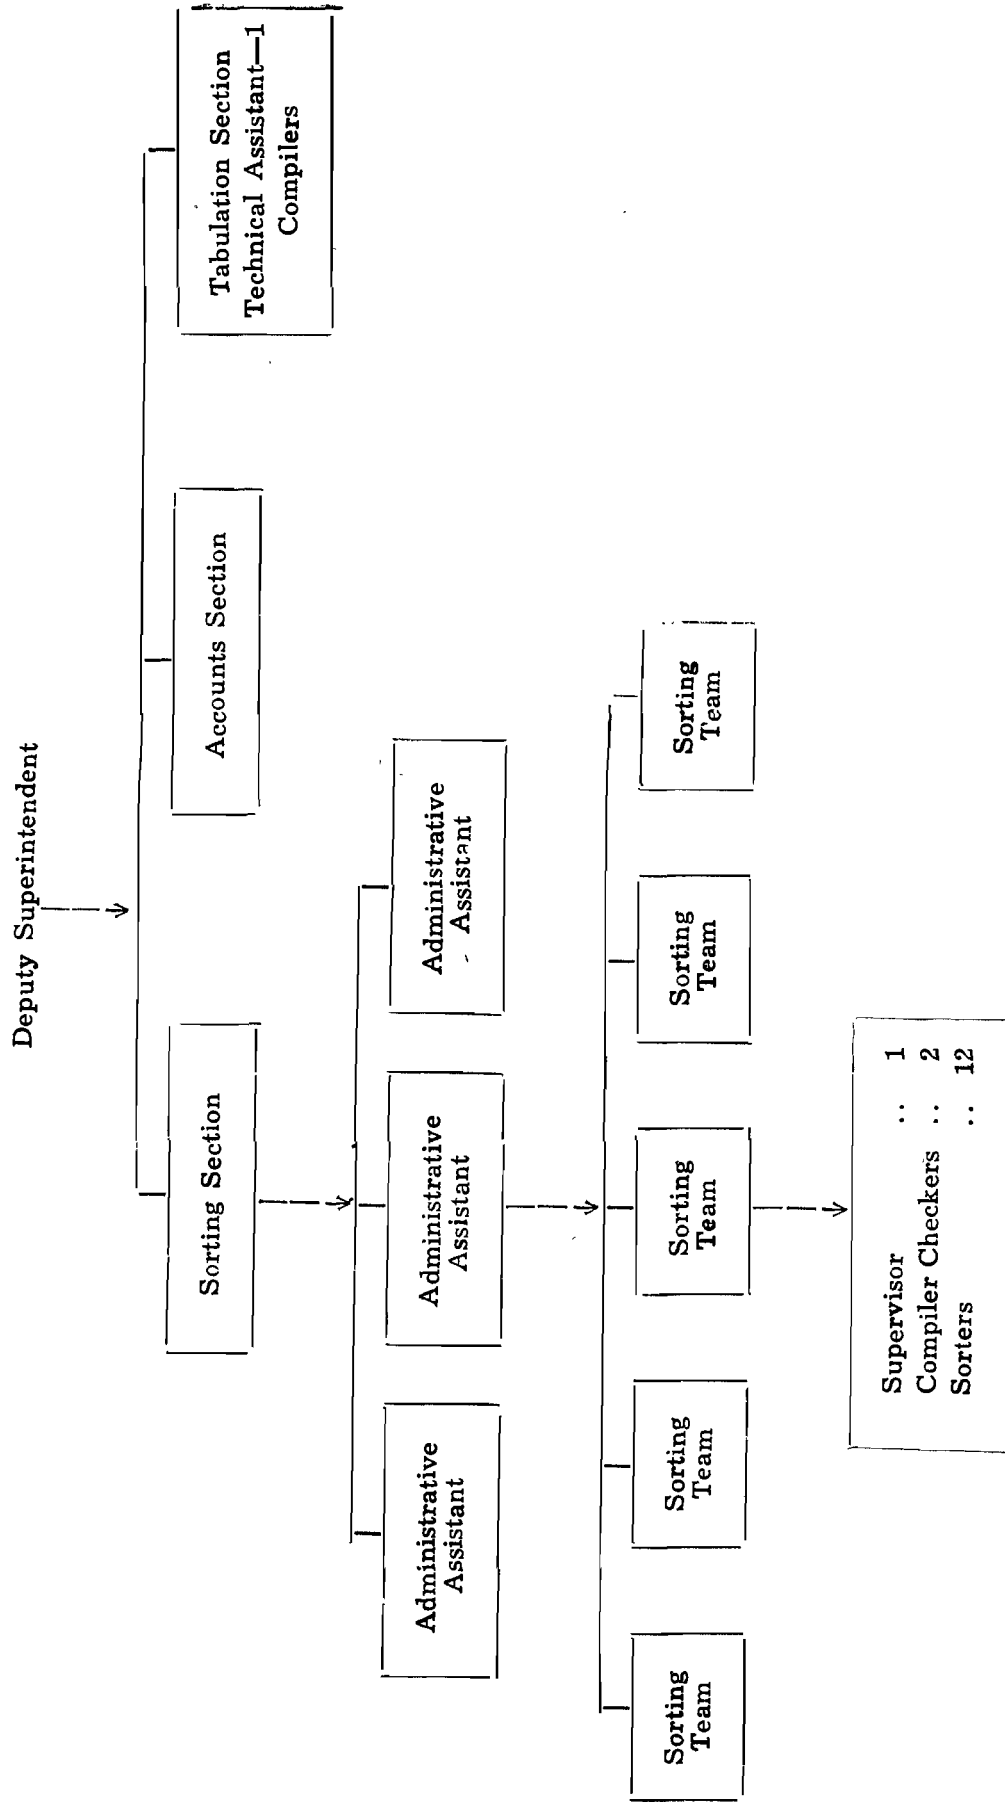 Deputy Superintendent
Sorting Section
Accounts Section
Tabulation Section
Technical Assistant—1
Compilers
Administrative
Assistant
Administrative
Assistant
Administrative
Assistant
Sorting
Team
Sorting
Team
Sorting
Team
Sorting
Team
Sorting
Team
Supervisor .. 1
Compiler Checkers .. 2
Sorters .. 12